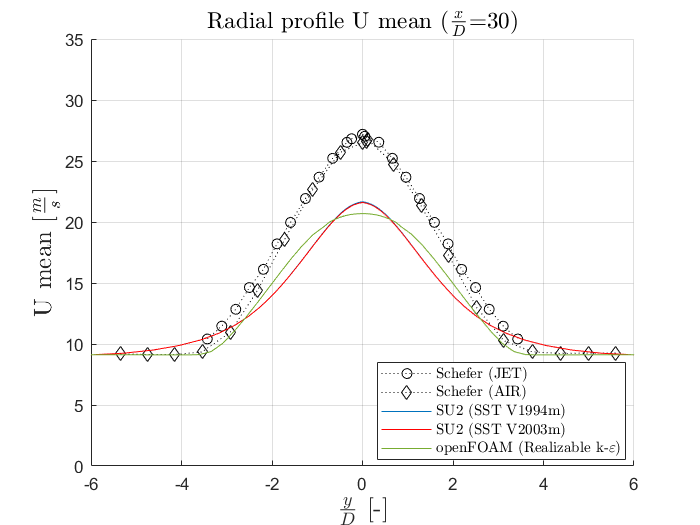 Radial profile U mean (x/D=30)
35
30
25
20
15
10
5
0
U mean [m/s]
-6 -4 -2 0 2 4 6
y/D [-]
Schefer (JET)
Schefer (AIR)
SU2 (SST V1994m)
SU2 (SST V2003m)
openFOAM (Realizable k-ε)